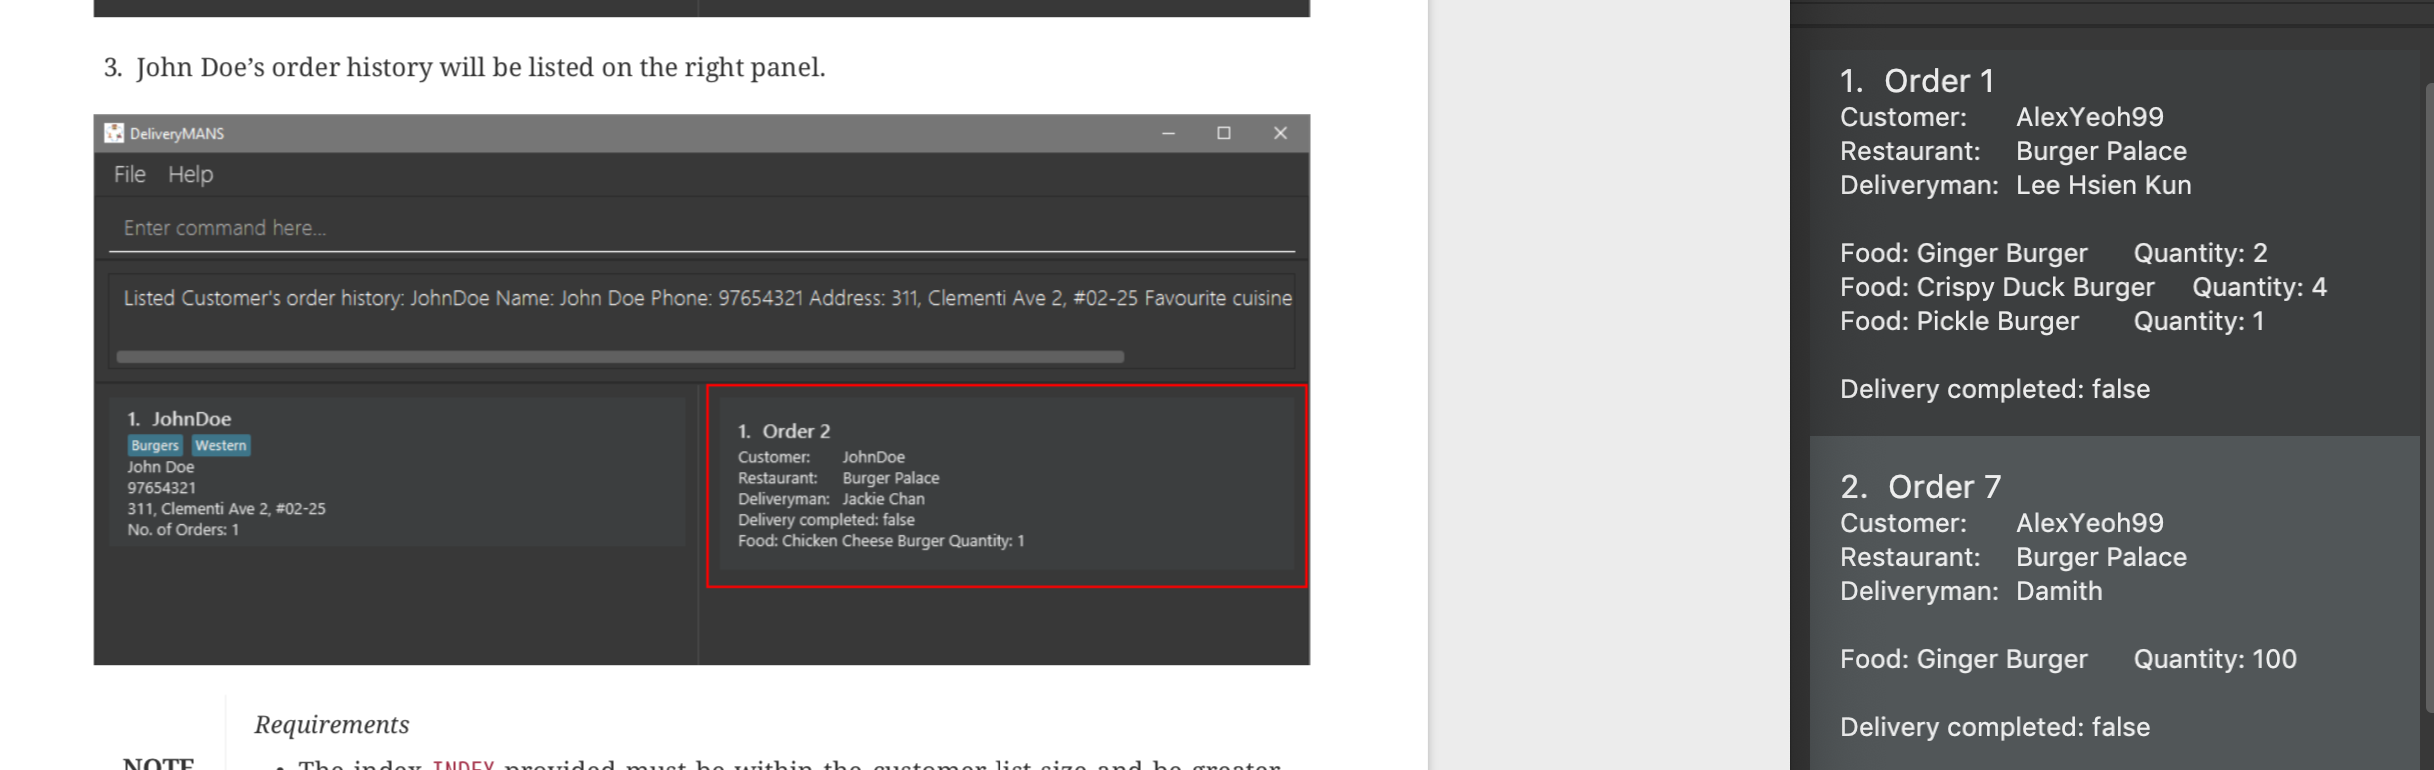 3. John Doe’s order history will be listed on the right panel.
DeliveryMANS
File Help
Enter command here...
Listed Customer's order history: JohnDoe Name: John Doe Phone: 97654321 Address: 311, Clementi Ave 2, #02-25 Favourite cuisine
1. JohnDoe
Burgers Western
John Doe
97654321
311, Clementi Ave 2, #02-25
No. of Orders: 1
1. Order 2
Customer: JohnDoe
Restaurant: Burger Palace
Deliveryman: Jackie Chan
Delivery completed: false
Food: Chicken Cheese Burger Quantity: 1
Requirements
NOTE
• The index INDEX provided must be within the customer list size and be greater
1. Order 1
Customer: AlexYeoh99
Restaurant: Burger Palace
Deliveryman: Lee Hsien Kun
Food: Ginger Burger Quantity: 2
Food: Crispy Duck Burger Quantity: 4
Food: Pickle Burger Quantity: 1
Delivery completed: false
2. Order 7
Customer: AlexYeoh99
Restaurant: Burger Palace
Deliveryman: Damith
Food: Ginger Burger Quantity: 100
Delivery completed: false